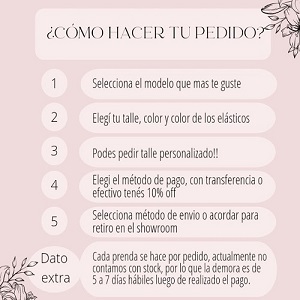 ¿CÓMO HACER TU PEDIDO?
1
Selecciona el modelo que mas te guste
2
Elegí tu talle, color y color de los elásticos
3
Podes pedir talle personalizado!!
4
Elegi el método de pago, con transferencia o
efectivo tenés 10% off
5
Selecciona método de envio o acordar para
retiro en el showroom
Dato
extra
Cada prenda se hace por pedido, actualmente no
contamos con stock, por lo que la demora es de
5 a 7 días hábiles luego de realizado el pago.